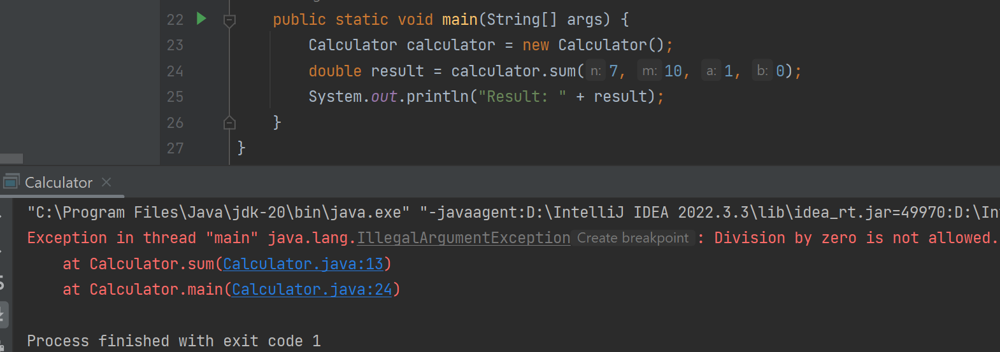 22 public static void main(String[] args) {
23 Calculator calculator = new Calculator();
24 double result = calculator.sum( n: 7, m: 10, a: 1, b: 0);
25 System.out.println("Result: " + result);
26 }
27 }
Calculator
"C:\Program Files\Java\jdk-20\bin\java.exe" "-javaagent:D:\IntelliJ IDEA 2022.3.3\lib\idea_rt.jar=49970:D:\Int
Exception in thread "main" java.lang.IllegalArgumentException Create breakpoint : Division by zero is not allowed.
at Calculator.sum(Calculator.java:13)
at Calculator.main(Calculator.java:24)
Process finished with exit code 1